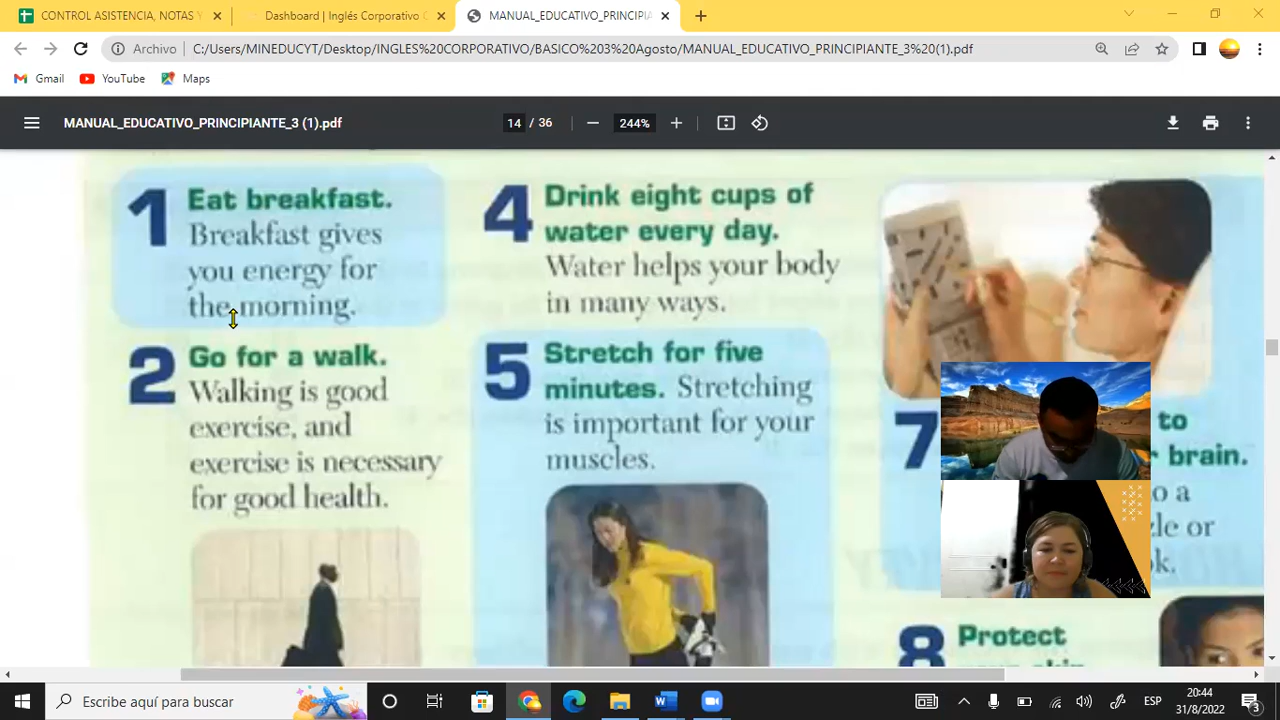 CONTROL ASISTENCIA, NOTAS Y
Dashboard | Inglés Corporativo C
MANUAL_EDUCATIVO_PRINCIPIA
Archivo
C:/Users/MINEDUCYT/Desktop/INGLES%20CORPORATIVO/BASICO%203%20Agosto/MANUAL_EDUCATIVO_PRINCIPIANTE_3%20(1).pdf
Gmail
YouTube
Maps
MANUAL_EDUCATIVO_PRINCIPIANTE_3 (1).pdf
14 / 36
244%
1 Eat breakfast.
Breakfast gives
you energy for
the morning.
2 Go for a walk.
Walking is good
exercise, and
exercise is necessary
for good health.
4 Drink eight cups of
water every day.
Water helps your body
in many ways.
5 Stretch for five
minutes. Stretching
is important for your
muscles.
7 to
brain.
o a
zle or
k.
8 Protect
your skin
Escribe aquí para buscar
ESP
20:44
31/8/2022
3